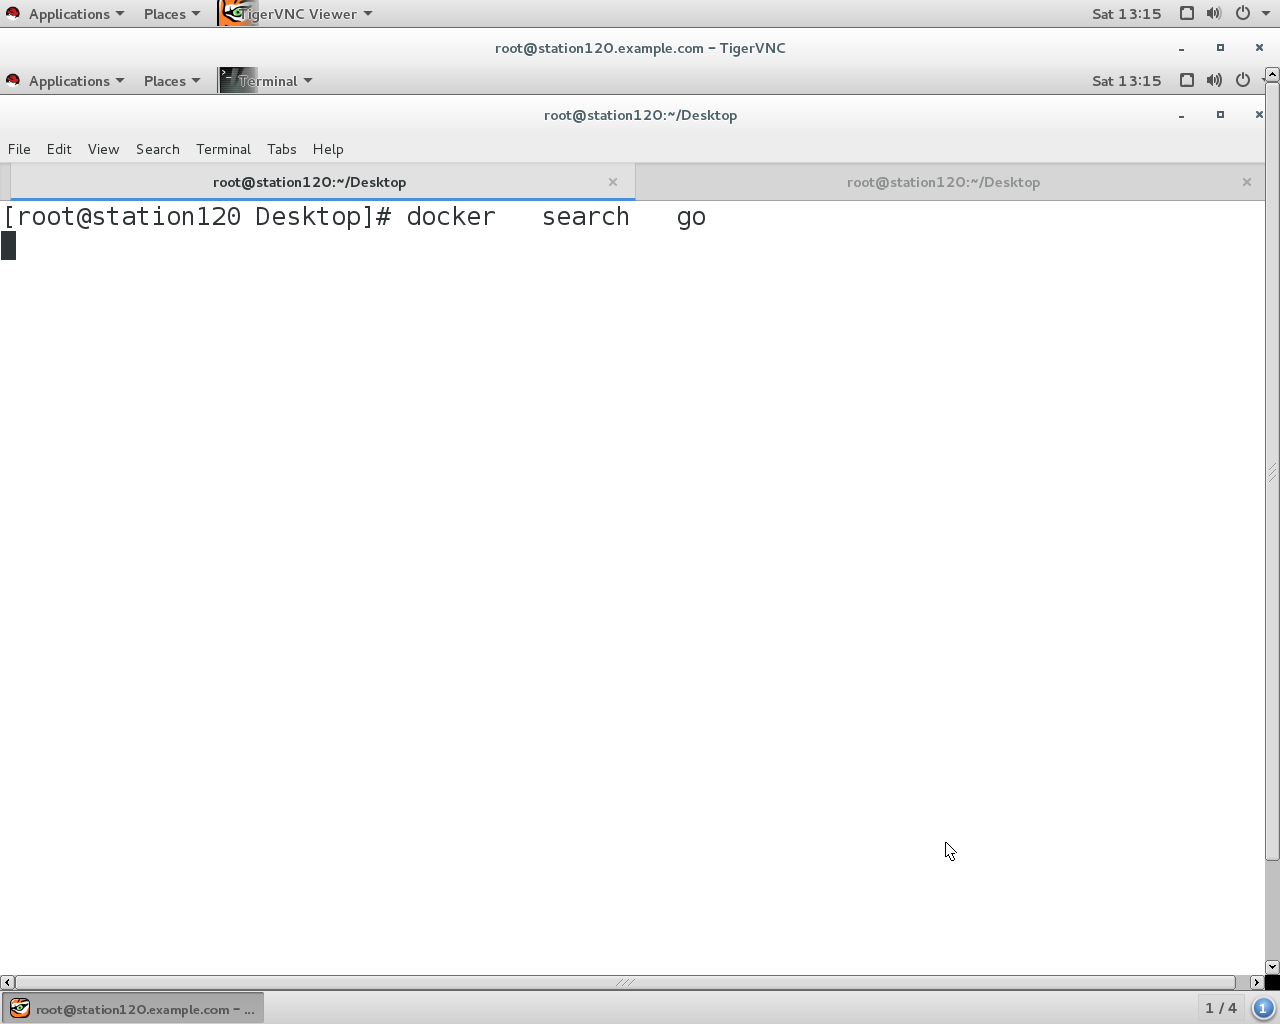 Applications Places TigerVNC Viewer Sat 13:15
root@station120.example.com - TigerVNC
Applications Places Terminal Sat 13:15
root@station120:~/Desktop
File Edit View Search Terminal Tabs Help
root@station120:~/Desktop root@station120:~/Desktop
[root@station120 Desktop]# docker   search   go
root@station120.example.com - ... 1 / 4 1